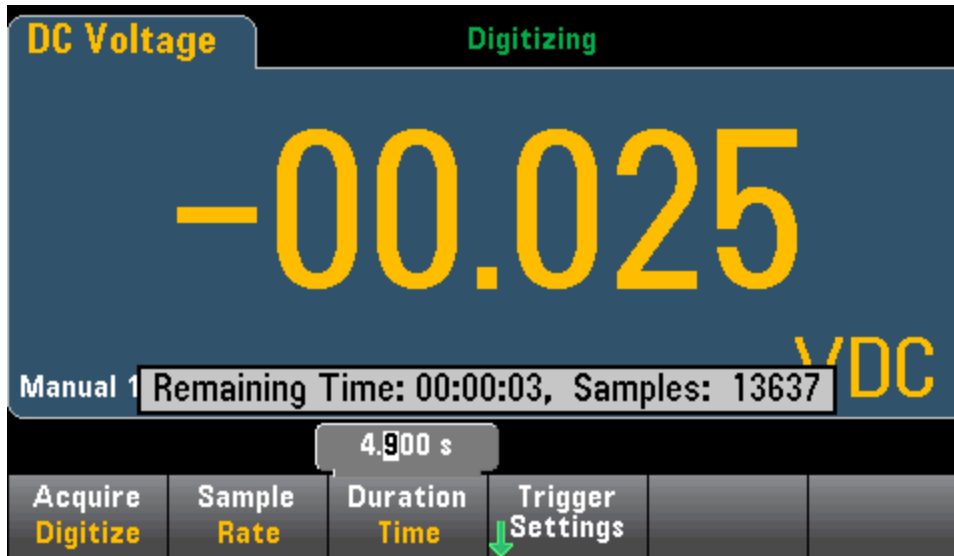 DC Voltage
Digitizing
-00.025
VDC
Manual 1
Remaining Time: 00:00:03, Samples: 13637
4.900 s
Acquire
Digitize
Sample
Rate
Duration
Time
Trigger
Settings